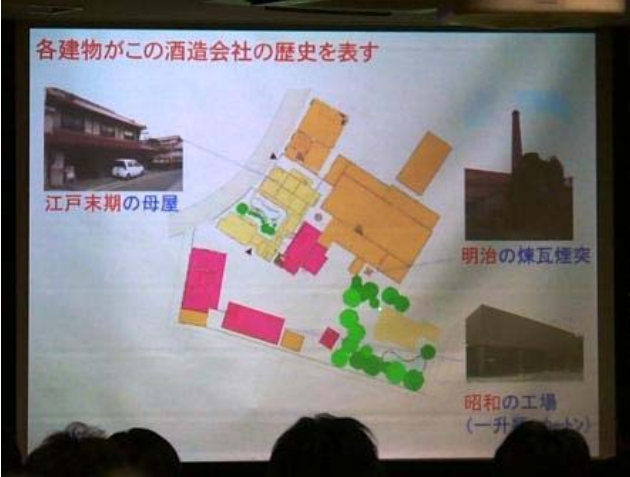 各建物がこの酒造会社の歴史を表す
江戸末期の母屋
明治の煉瓦煙突
昭和の工場
(一升